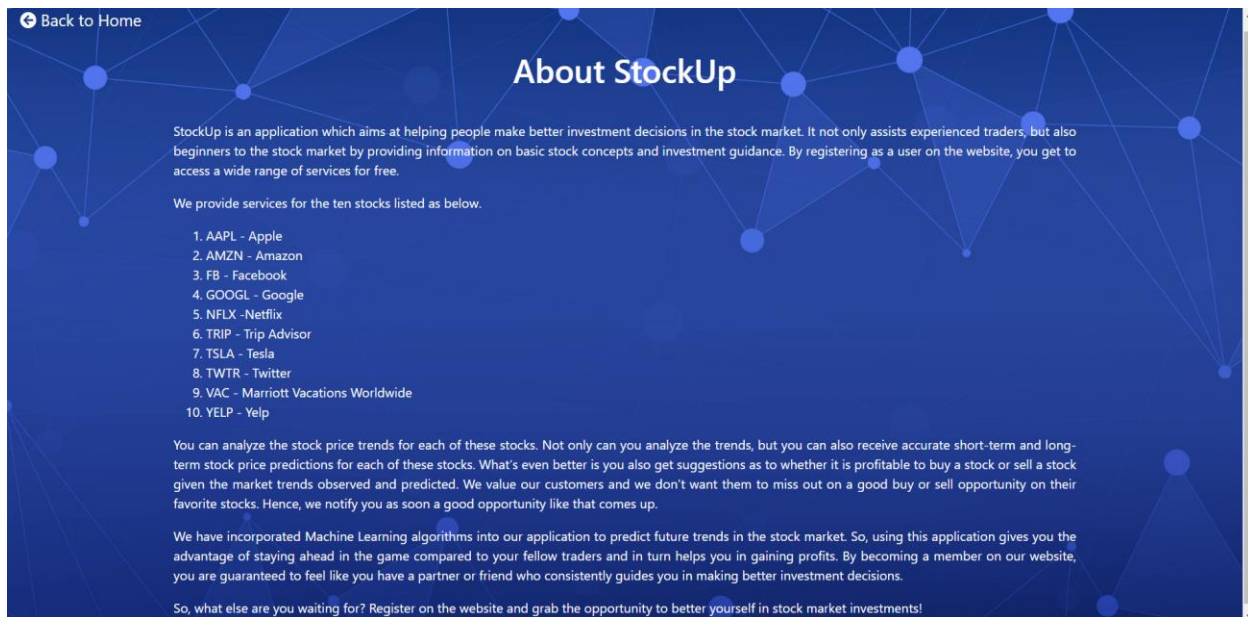 Back to Home
About StockUp
StockUp is an application which aims at helping people make better investment decisions in the stock market. It not only assists experienced traders, but also
beginners to the stock market by providing information on basic stock concepts and investment guidance. By registering as a user on the website, you get to
access a wide range of services for free.
We provide services for the ten stocks listed as below.
1. AAPL - Apple
2. AMZN - Amazon
3. FB - Facebook
4. GOOGL - Google
5. NFLX -Netflix
6. TRIP - Trip Advisor
7. TSLA - Tesla
8. TWTR - Twitter
9. VAC - Marriott Vacations Worldwide
10. YELP - Yelp
You can analyze the stock price trends for each of these stocks. Not only can you analyze the trends, but you can also receive accurate short-term and long-
term stock price predictions for each of these stocks. What's even better is you also get suggestions as to whether it is profitable to buy a stock or sell a stock
given the market trends observed and predicted. We value our customers and we don't want them to miss out on a good buy or sell opportunity on their
favorite stocks. Hence, we notify you as soon a good opportunity like that comes up.
We have incorporated Machine Learning algorithms into our application to predict future trends in the stock market. So, using this application gives you the
advantage of staying ahead in the game compared to your fellow traders and in turn helps you in gaining profits. By becoming a member on our website,
you are guaranteed to feel like you have a partner or friend who consistently guides you in making better investment decisions.
So, what else are you waiting for? Register on the website and grab the opportunity to better yourself in stock market investments!